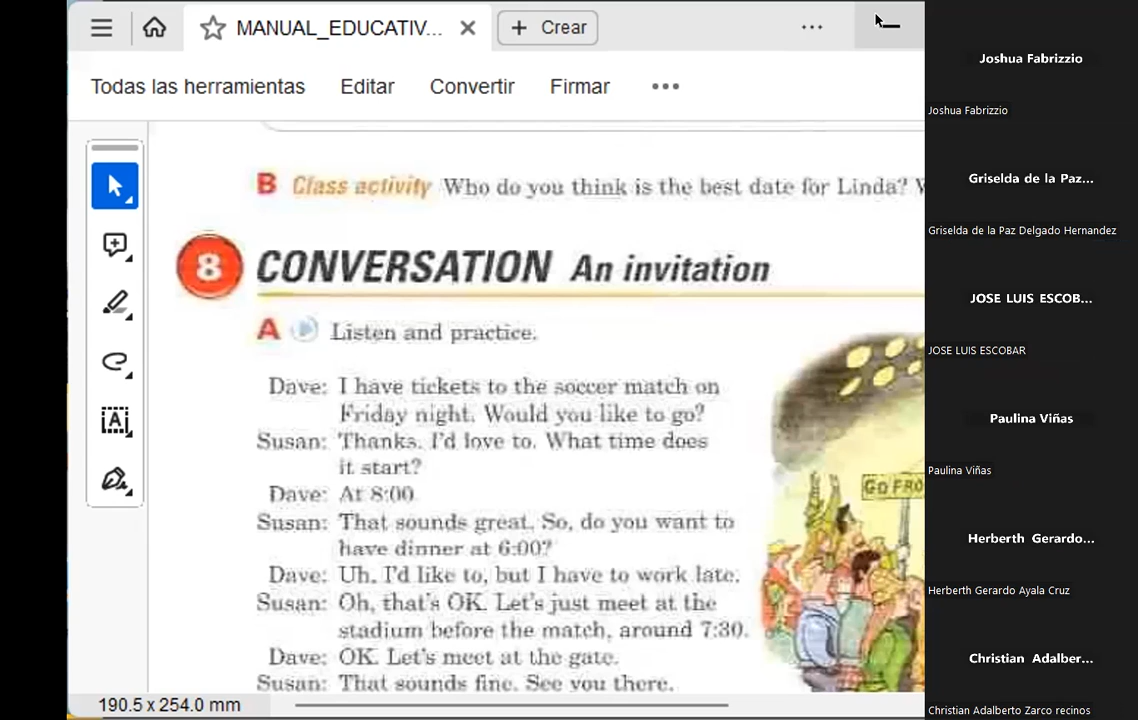 MANUAL_EDUCATIV...
Crear
Todas las herramientas
Editar
Convertir
Firmar
B Class activity Who do you think is the best date for Linda?
8 CONVERSATION An invitation
A Listen and practice.
Dave: I have tickets to the soccer match on
Friday night. Would you like to go?
Susan: Thanks. I'd love to. What time does
it start?
Dave: At 8:00.
Susan: That sounds great. So, do you want to
have dinner at 6:00?
Dave: Uh, I'd like to, but I have to work late.
Susan: Oh, that's OK. Let's just meet at the
stadium before the match, around 7:30.
Dave: OK. Let's meet at the gate.
Susan: That sounds fine. See you there.
GO FRO
190.5 x 254.0 mm
Joshua Fabrizzio
Joshua Fabrizzio
Griselda de la Paz...
Griselda de la Paz Delgado Hernandez
JOSE LUIS ESCOB...
JOSE LUIS ESCOBAR
Paulina Viñas
Paulina Viñas
Herberth Gerardo...
Herberth Gerardo Ayala Cruz
Christian Adalber...
Christian Adalberto Zarco recinos